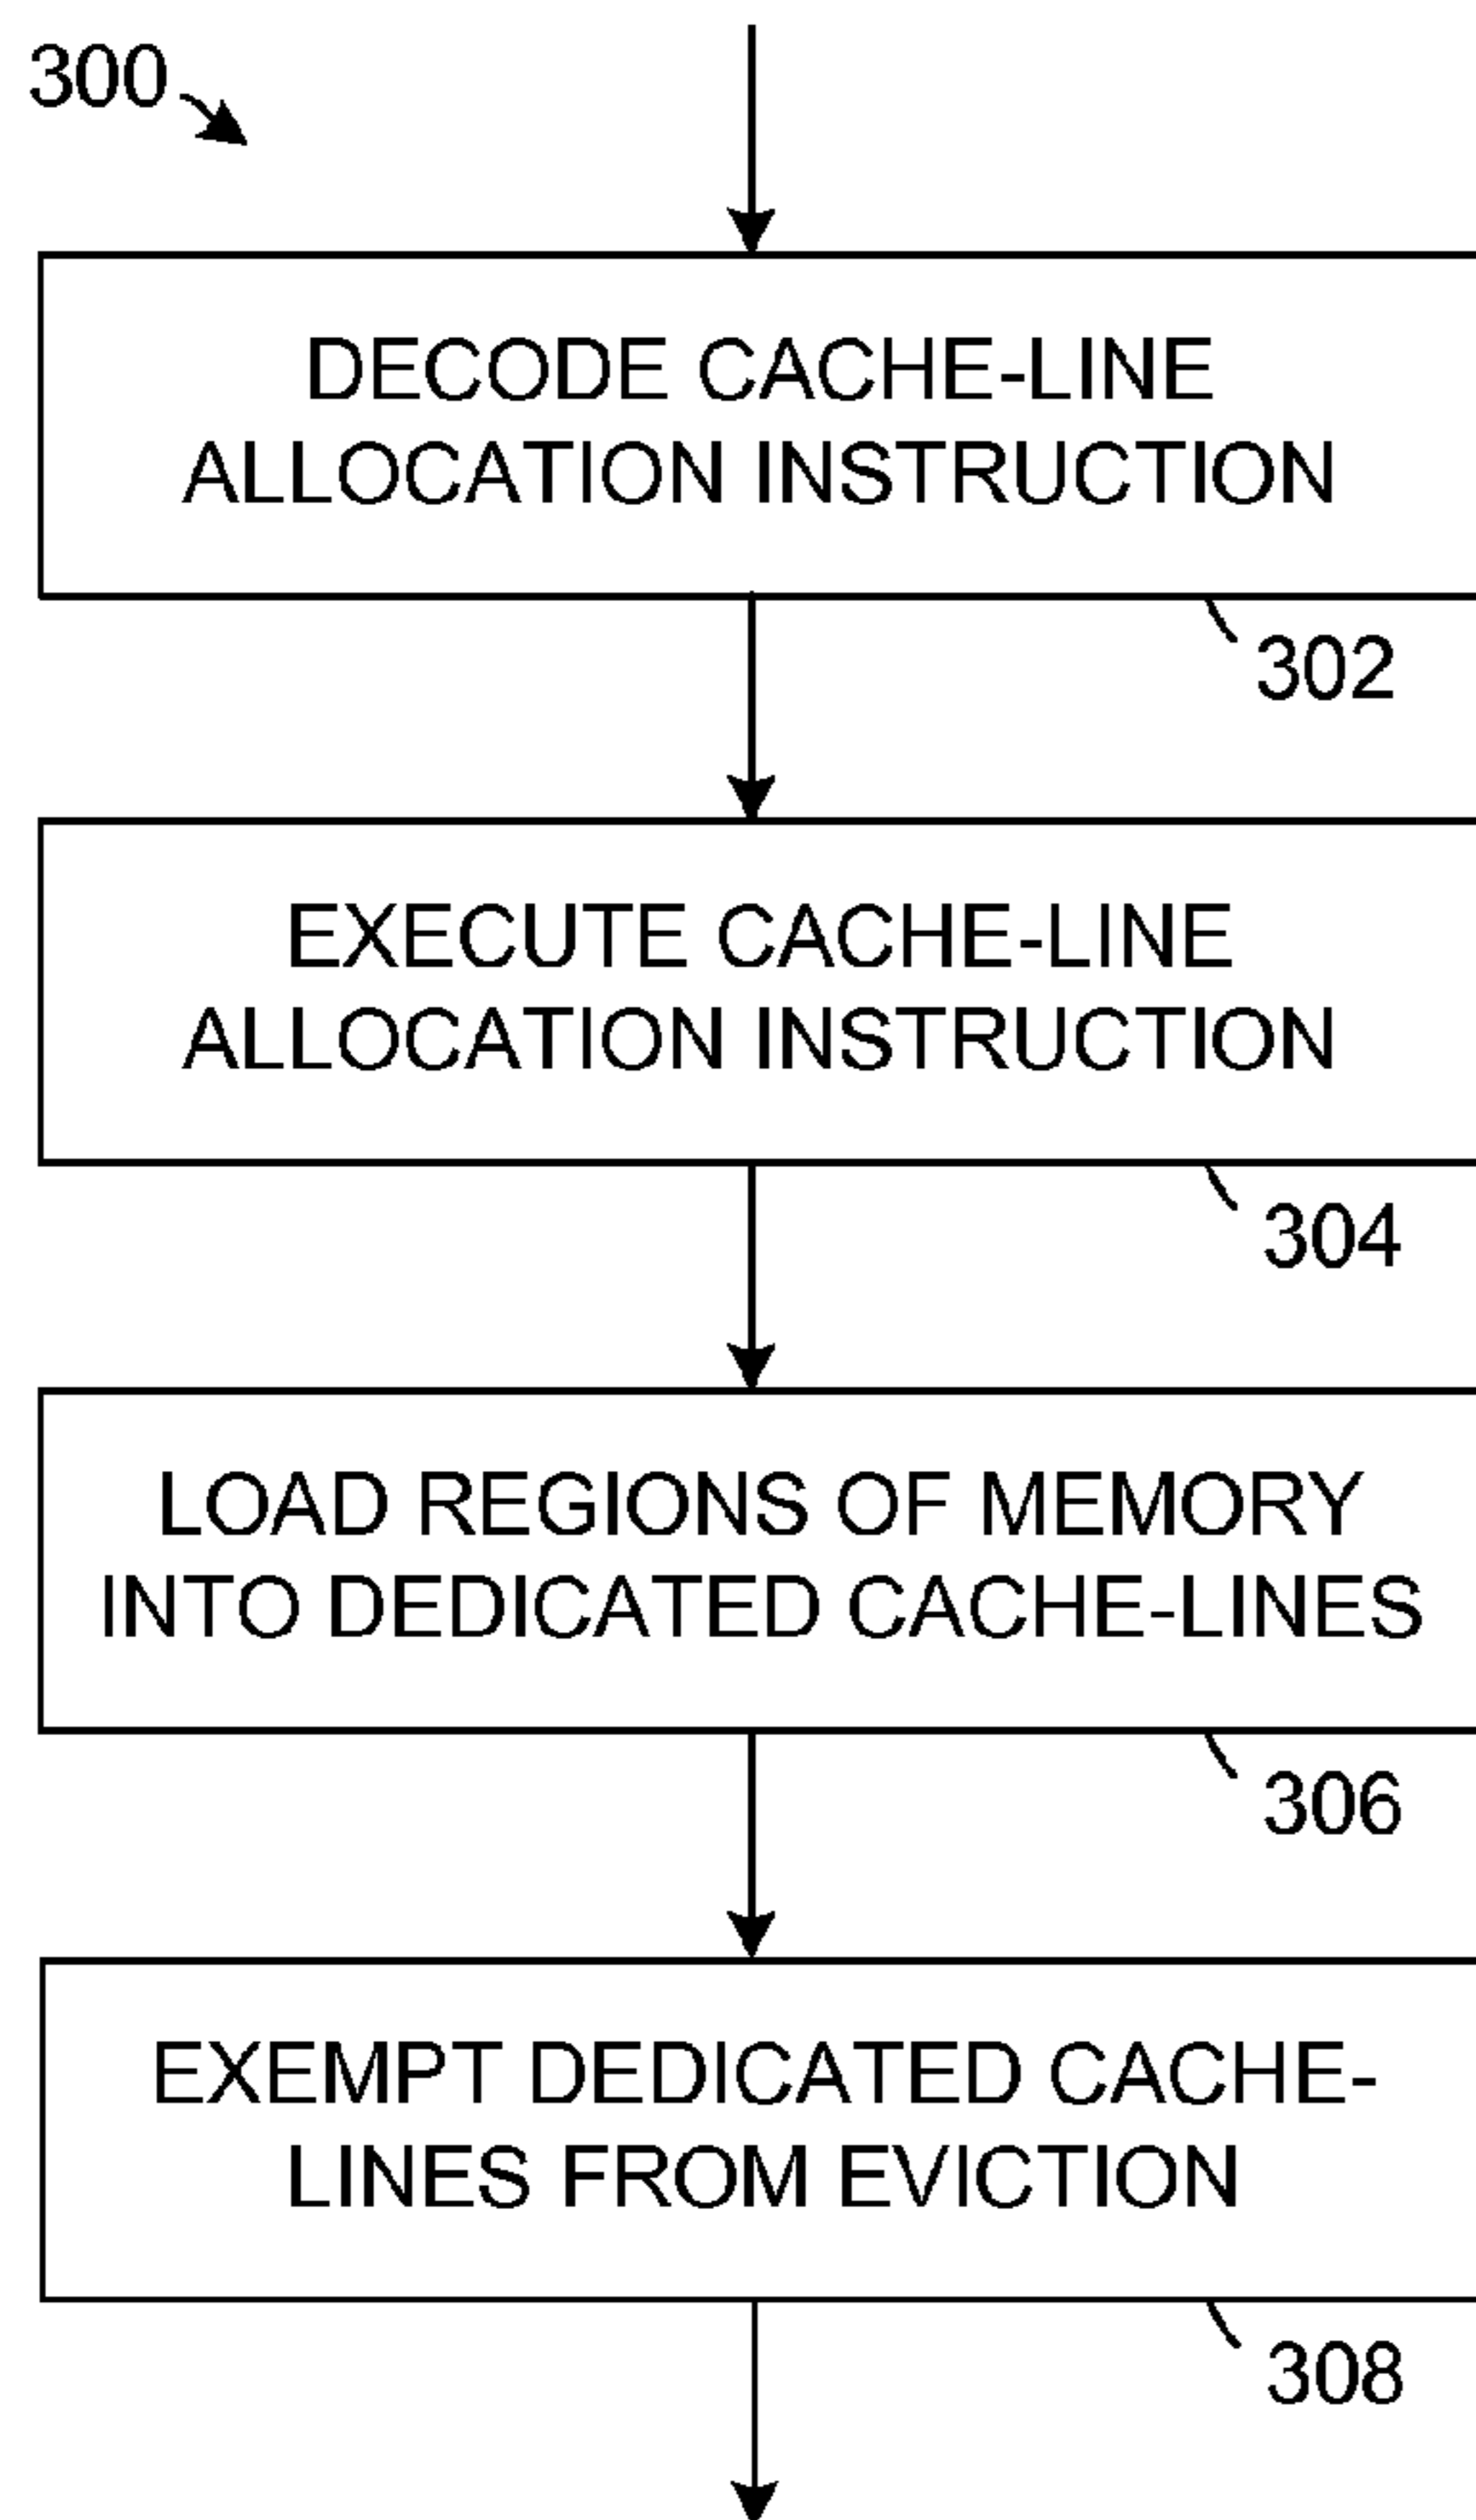 300
DECODE CACHE-LINE
ALLOCATION INSTRUCTION
302
EXECUTE CACHE-LINE
ALLOCATION INSTRUCTION
304
LOAD REGIONS OF MEMORY
INTO DEDICATED CACHE-LINES
306
EXEMPT DEDICATED CACHE-
LINES FROM EVICTION
308